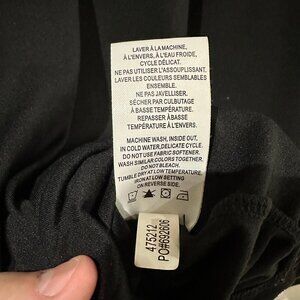 LAVER À LA MACHINE,
À L'ENVERS, À L'EAU FROIDE,
CYCLE DÉLICAT.
NE PAS UTILISER L'ASSOUPLISSANT.
LAVER LES COULEURS SEMBLABLES
ENSEMBLE.
NE PAS JAVELLISER.
SÉCHER PAR CULBUTAGE
À BASSE TEMPÉRATURE.
REPASSER À BASSE
TEMPÉRATURE À L'ENVERS.
MACHINE WASH, INSIDE OUT,
IN COLD WATER, DELICATE CYCLE.
DO NOT USE FABRIC SOFTENER.
WASH SIMILAR COLORS TOGETHER.
DO NOT BLEACH.
TUMBLE DRY AT LOW TEMPERATURE.
IRON AT LOW SETTING
ON REVERSE SIDE.
475212
PO#692606